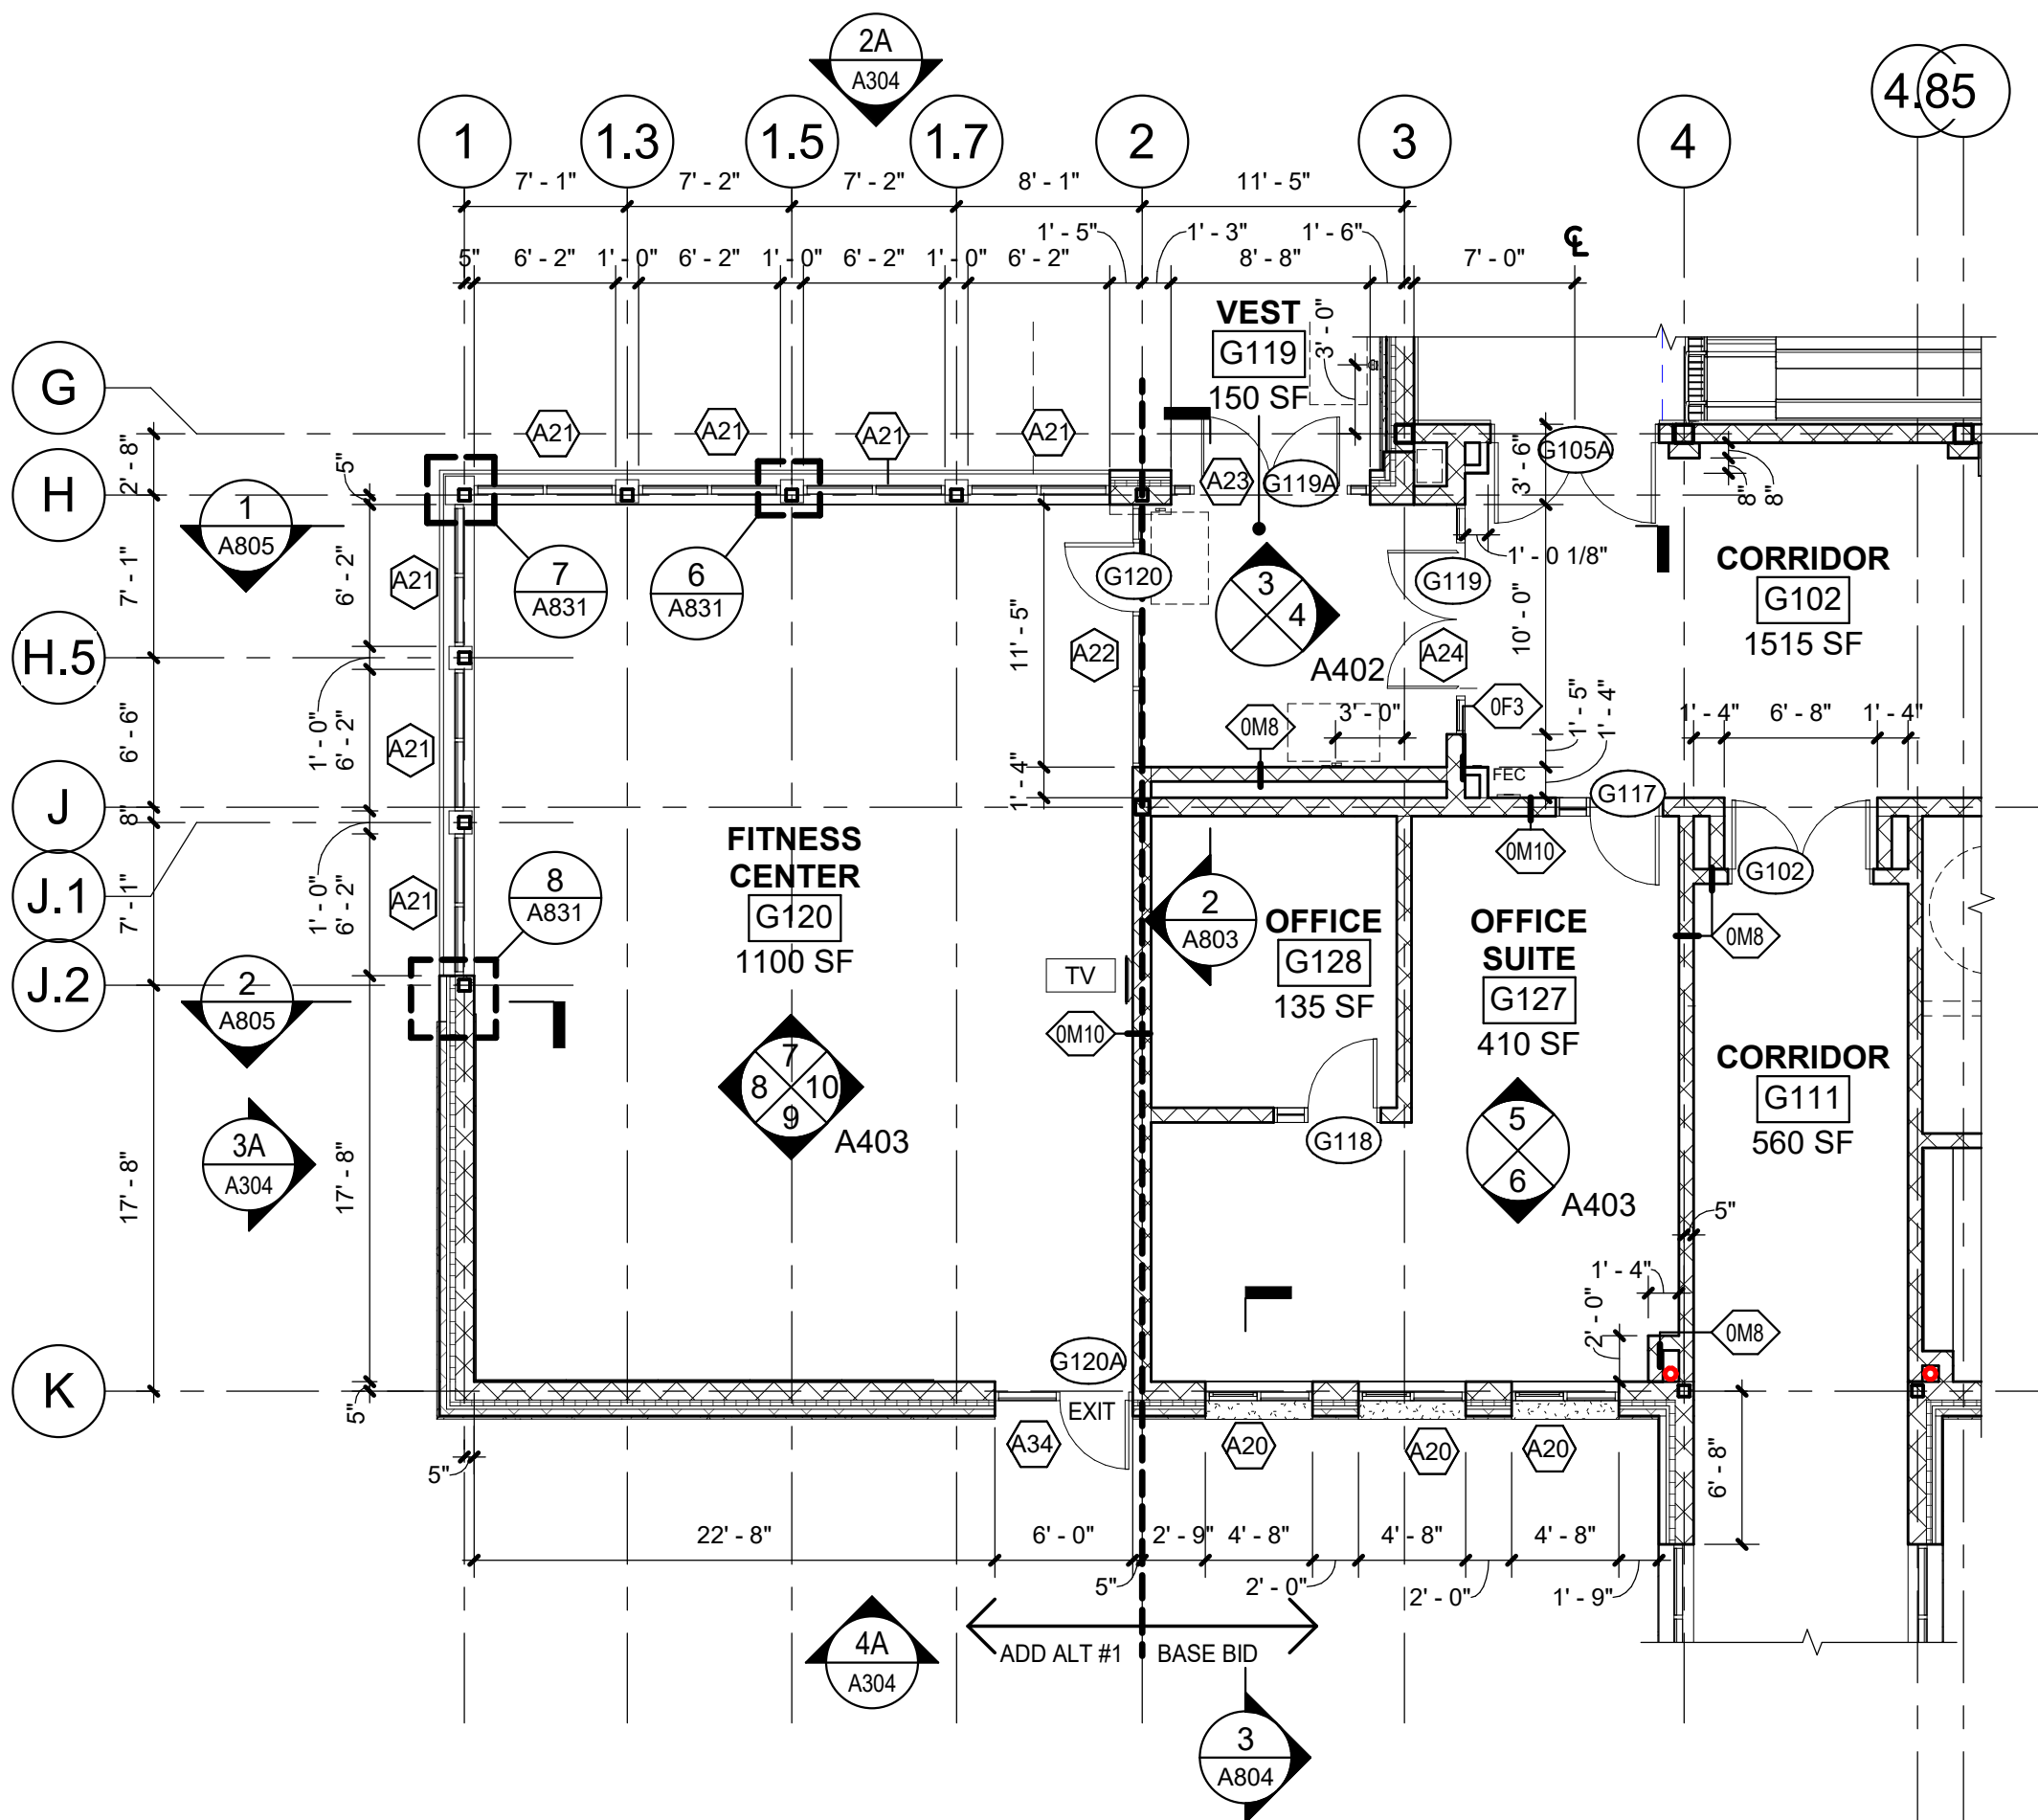 2A
A304
1
1.3
1.5
1.7
2
3
4
4.85
7' - 1"
7' - 2"
7' - 2"
8' - 1"
11' - 5"
1' - 5"
1' - 3"
1' - 6"
5"
6' - 2"
1' - 0"
6' - 2"
1' - 0"
6' - 2"
1' - 0"
6' - 2"
8' - 8"
7' - 0"
VEST
G119
150 SF
3' - 0"
G
H
H.5
J
J.1
J.2
K
2' - 8"
7' - 1"
6' - 6"
8"
7' - 1"
17' - 8"
5"
6' - 2"
1' - 0"
6' - 2"
1' - 0"
6' - 2"
17' - 8"
5"
A21
A21
A21
A21
A23
G119A
G105A
3' - 6"
8"
8"
1
A805
A21
7
A831
6
A831
G120
3
4
A402
G119
1' - 0 1/8"
10' - 0"
CORRIDOR
G102
1515 SF
11' - 5"
A22
A24
0F3
1' - 5"
1' - 4"
0M8
3' - 0"
FEC
1' - 4"
6' - 8"
1' - 4"
A21
1' - 4"
G117
0M10
G102
0M8
FITNESS
CENTER
G120
1100 SF
A21
8
A831
2
A803
OFFICE
G128
135 SF
OFFICE
SUITE
G127
410 SF
TV
0M10
2
A805
7
8
10
9
A403
CORRIDOR
G111
560 SF
3A
A304
G118
5
6
A403
5"
1' - 4"
2' - 0"
0M8
G120A
EXIT
A34
A20
A20
A20
6' - 8"
5"
22' - 8"
6' - 0"
2' - 9"
4' - 8"
4' - 8"
4' - 8"
5"
2' - 0"
2' - 0"
1' - 9"
4A
A304
ADD ALT #1
BASE BID
3
A804